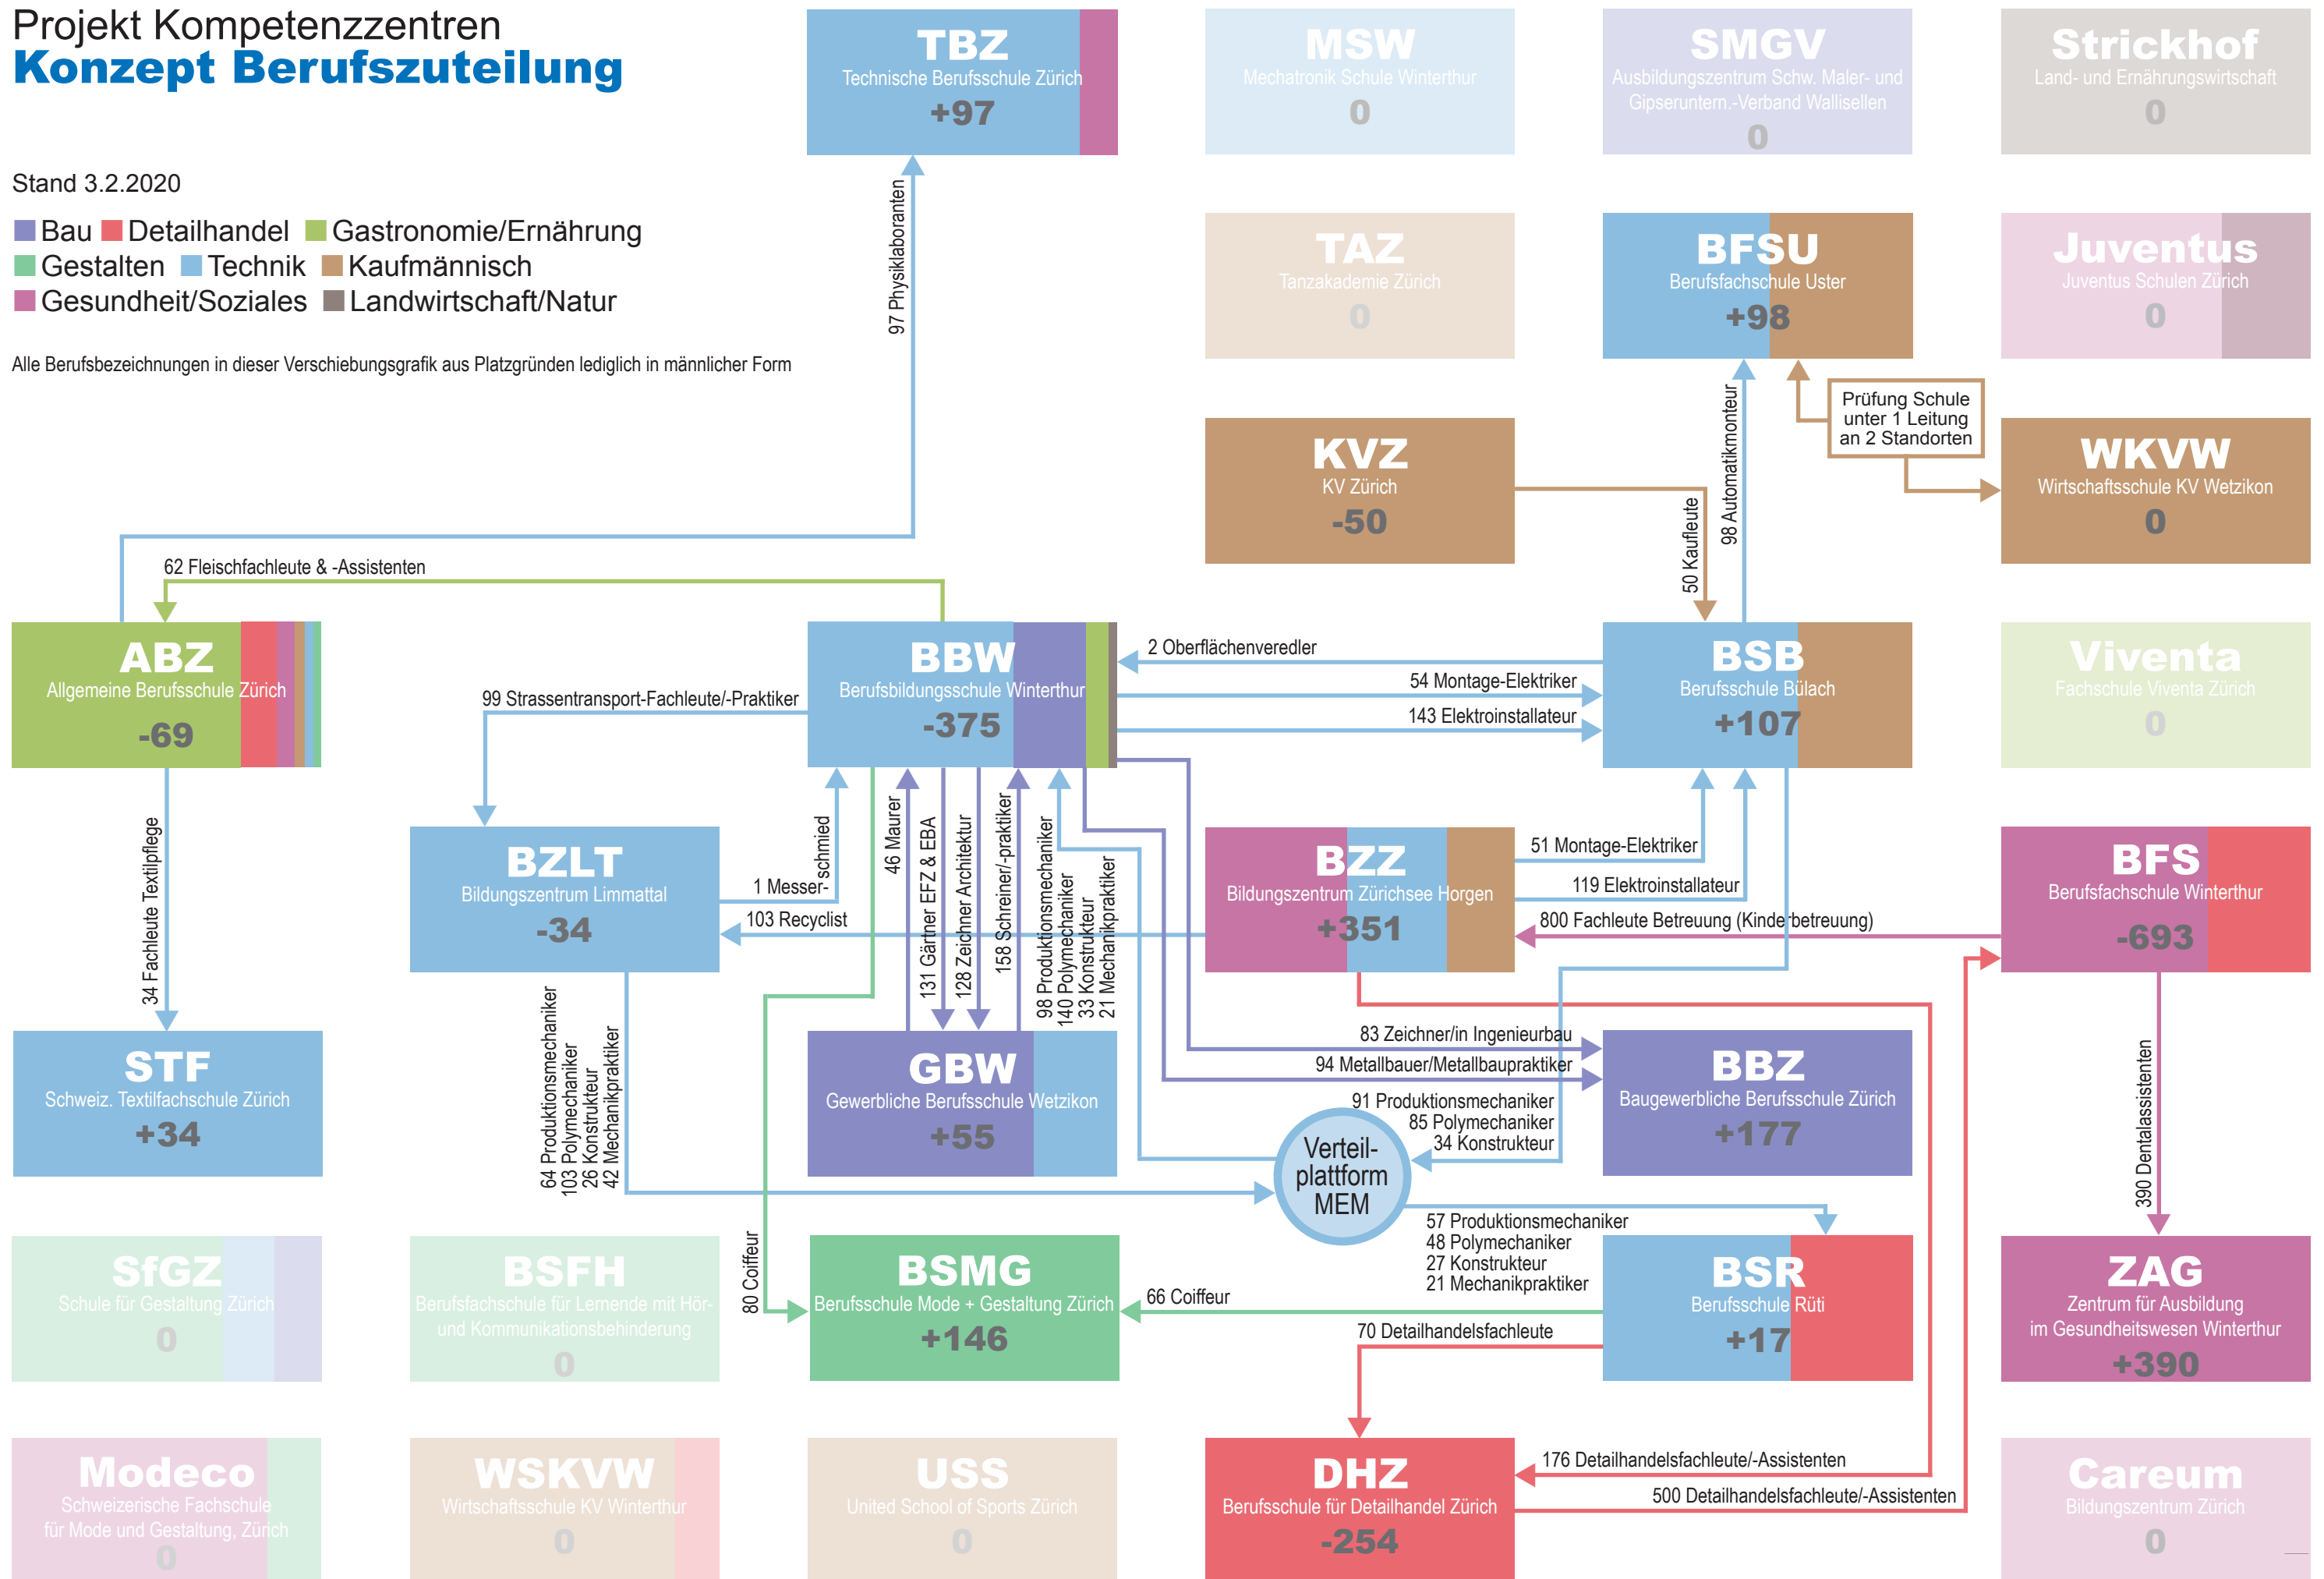 Projekt Kompetenzzentren
Konzept Berufszuteilung
Stand 3.2.2020
Bau
Detailhandel
Gastronomie/Ernährung
Gestalten
Technik
Kaufmännisch
Gesundheit/Soziales
Landwirtschaft/Natur
Alle Berufsbezeichnungen in dieser Verschiebungsgrafik aus Platzgründen lediglich in männlicher Form
TBZ
Technische Berufsschule Zürich
+97
MSW
Mechatronik Schule Winterthur
0
SMGV
Ausbildungszentrum Schw. Maler- und
Gipseruntern.-Verband Wallisellen
0
Strickhof
Land- und Ernährungswirtschaft
0
97 Physiklaboranten
TAZ
Tanzakademie Zürich
0
BFSU
Berufsfachschule Uster
+98
Juventus
Juventus Schulen Zürich
0
Prüfung Schule
unter 1 Leitung
an 2 Standorten
KVZ
KV Zürich
-50
50 Kaufleute
98 Automatikmonteur
WKVW
Wirtschaftsschule KV Wetzikon
0
62 Fleischfachleute & -Assistenten
ABZ
Allgemeine Berufsschule Zürich
-69
99 Strassentransport-Fachleute/-Praktiker
BBW
Berufsbildungsschule Winterthur
-375
2 Oberflächenveredler
54 Montage-Elektriker
143 Elektroinstallateur
BSB
Berufsschule Bülach
+107
Viventa
Fachschule Viventa Zürich
0
34 Fachleute Textilpflege
BZLT
Bildungszentrum Limmattal
-34
1 Messer-
schmied
103 Recyclist
46 Maurer
131 Gärtner EFZ & EBA
128 Zeichner Architektur
158 Schreiner/-praktiker
98 Produktionsmechaniker
140 Polymechaniker
33 Konstrukteur
21 Mechanikpraktiker
BZZ
Bildungszentrum Zürichsee Horgen
+351
51 Montage-Elektriker
119 Elektroinstallateur
800 Fachleute Betreuung (Kinderbetreuung)
BFS
Berufsfachschule Winterthur
-693
STF
Schweiz. Textilfachschule Zürich
+34
64 Produktionsmechaniker
103 Polymechaniker
26 Konstrukteur
42 Mechanikpraktiker
GBW
Gewerbliche Berufsschule Wetzikon
+55
83 Zeichner/in Ingenieurbau
94 Metallbauer/Metallbaupraktiker
91 Produktionsmechaniker
85 Polymechaniker
34 Konstrukteur
Verteil-
plattform
MEM
BBZ
Baugewerbliche Berufsschule Zürich
+177
390 Dentalassistenten
SfGZ
Schule für Gestaltung Zürich
0
BSFH
Berufsfachschule für Lernende mit Hör-
und Kommunikationsbehinderung
0
80 Coiffeur
BSMG
Berufsschule Mode + Gestaltung Zürich
+146
66 Coiffeur
57 Produktionsmechaniker
48 Polymechaniker
27 Konstrukteur
21 Mechanikpraktiker
70 Detailhandelsfachleute
BSR
Berufsschule Rüti
+17
ZAG
Zentrum für Ausbildung
im Gesundheitswesen Winterthur
+390
Modeco
Schweizerische Fachschule
für Mode und Gestaltung, Zürich
0
WSKVW
Wirtschaftsschule KV Winterthur
0
USS
United School of Sports Zürich
0
DHZ
Berufsschule für Detailhandel Zürich
-254
176 Detailhandelsfachleute/-Assistenten
500 Detailhandelsfachleute/-Assistenten
Careum
Bildungszentrum Zürich
0